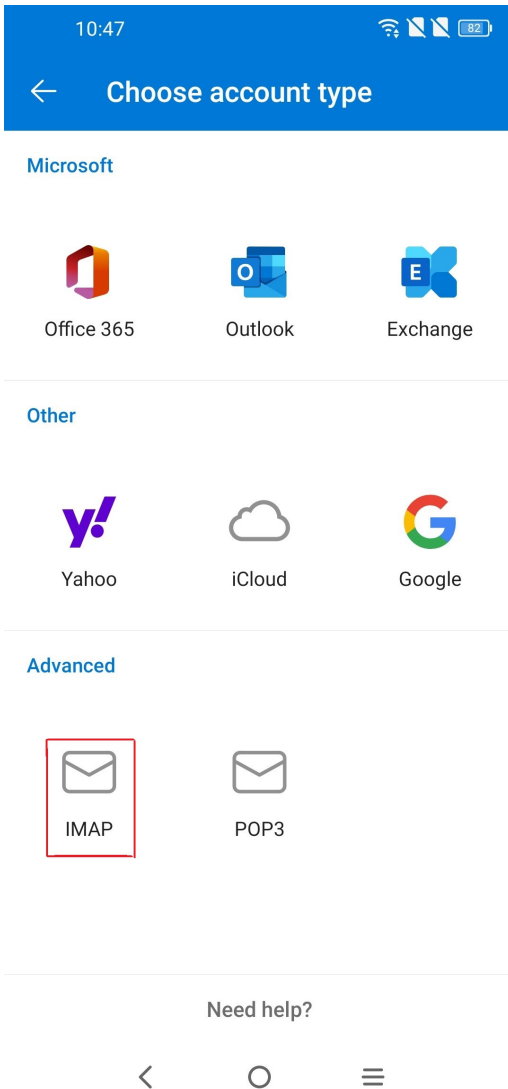 10:47
82
Choose account type
Microsoft
Office 365
Outlook
Exchange
Other
Yahoo
iCloud
Google
Advanced
IMAP
POP3
Need help?